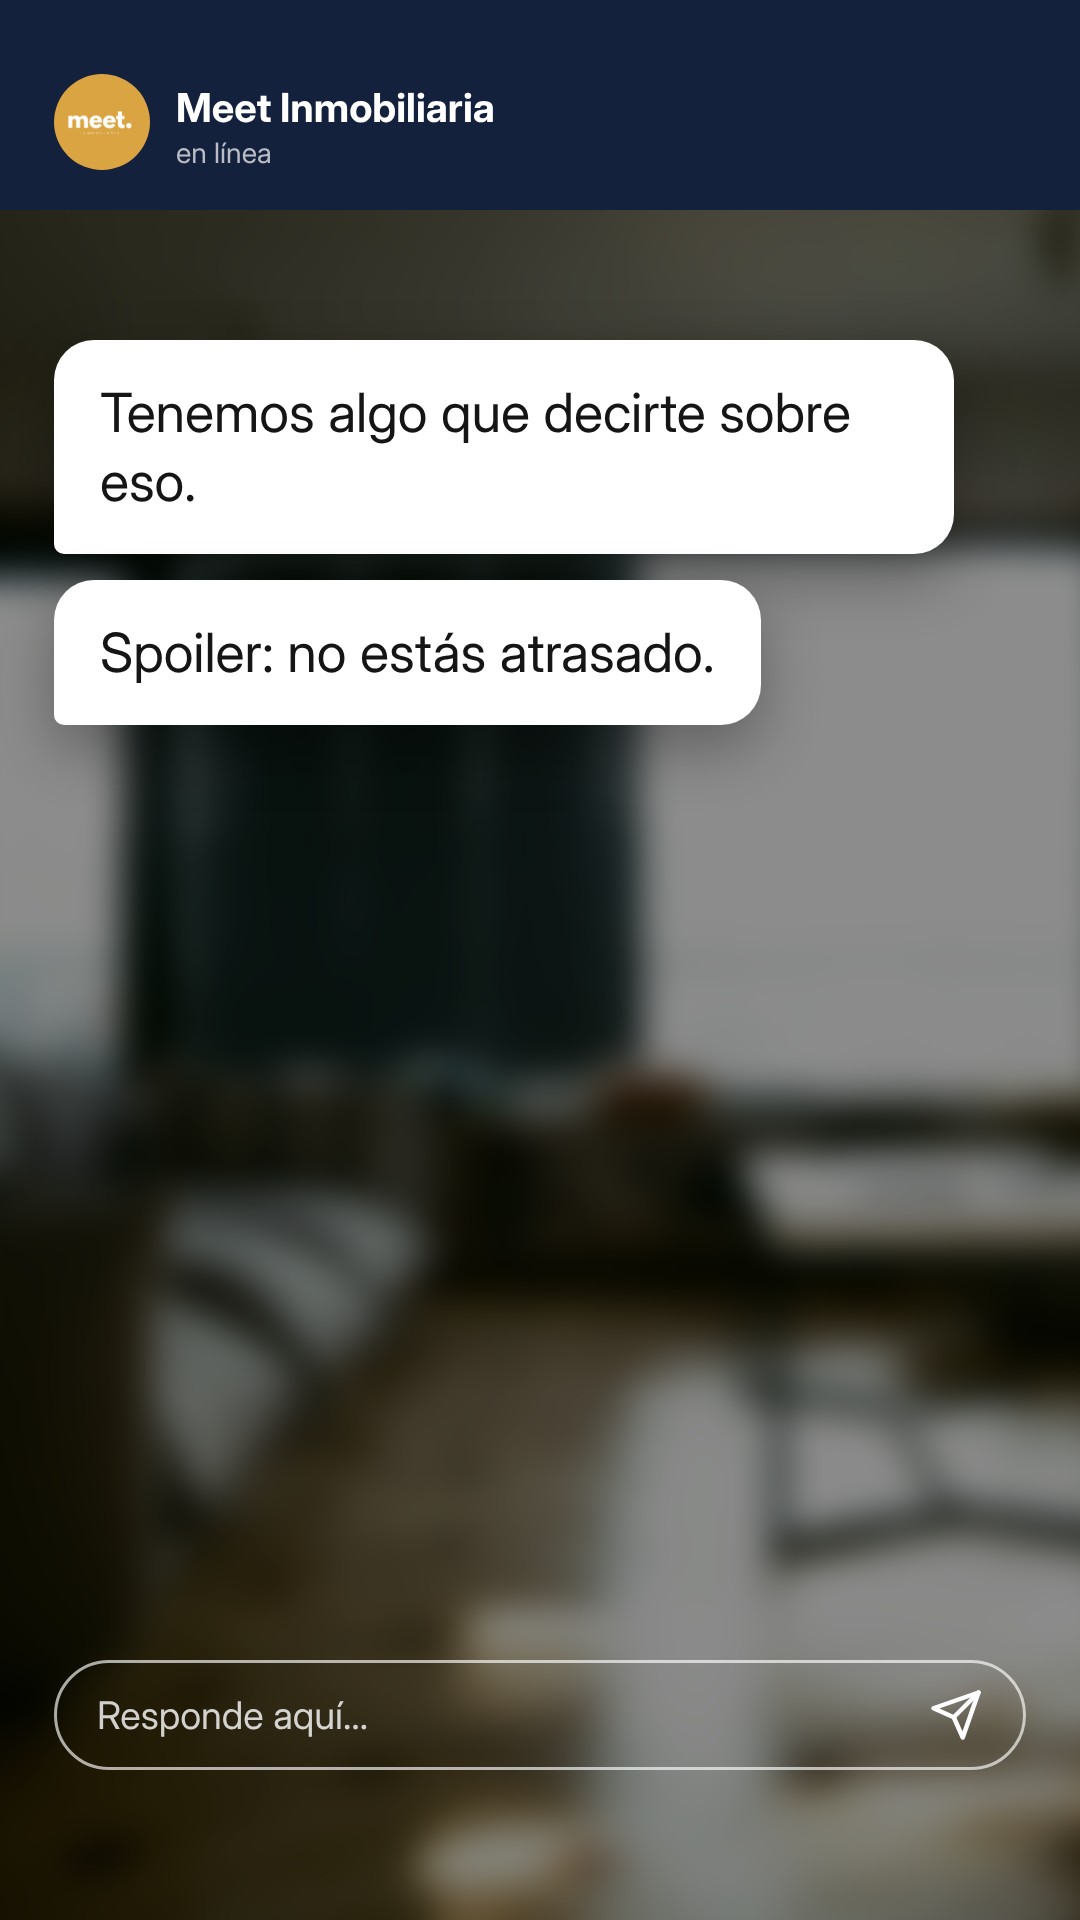 meet.
Meet Inmobiliaria
en línea
Tenemos algo que decirte sobre
eso.
Spoiler: no estás atrasado.
Responde aquí...